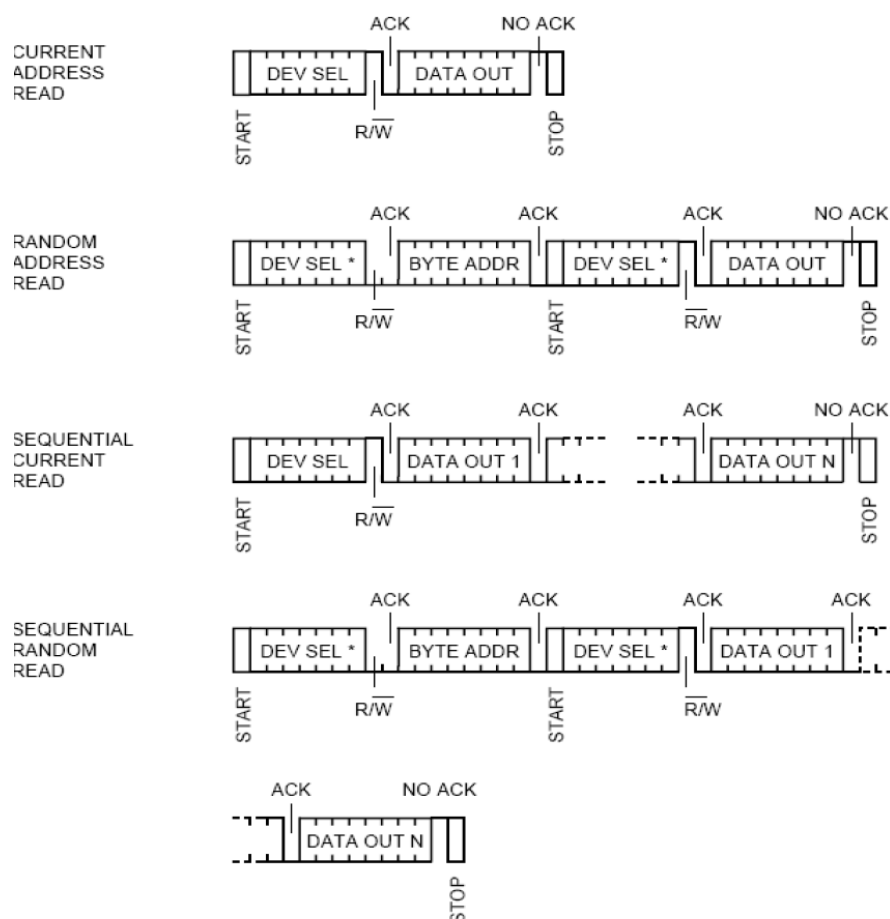 ACK NO ACK
CURRENT
ADDRESS
READ
DEV SEL DATA OUT
START R/W̅ STOP
ACK ACK ACK NO ACK
RANDOM
ADDRESS
READ
DEV SEL * BYTE ADDR DEV SEL * DATA OUT
START R/W̅ START R̅/W STOP
ACK ACK ACK NO ACK
SEQUENTIAL
CURRENT
READ
DEV SEL DATA OUT 1 DATA OUT N
START R/W̅ STOP
ACK ACK ACK ACK
SEQUENTIAL
RANDOM
READ
DEV SEL * BYTE ADDR DEV SEL * DATA OUT 1
START R/W̅ START R̅/W
ACK NO ACK
DATA OUT N
STOP